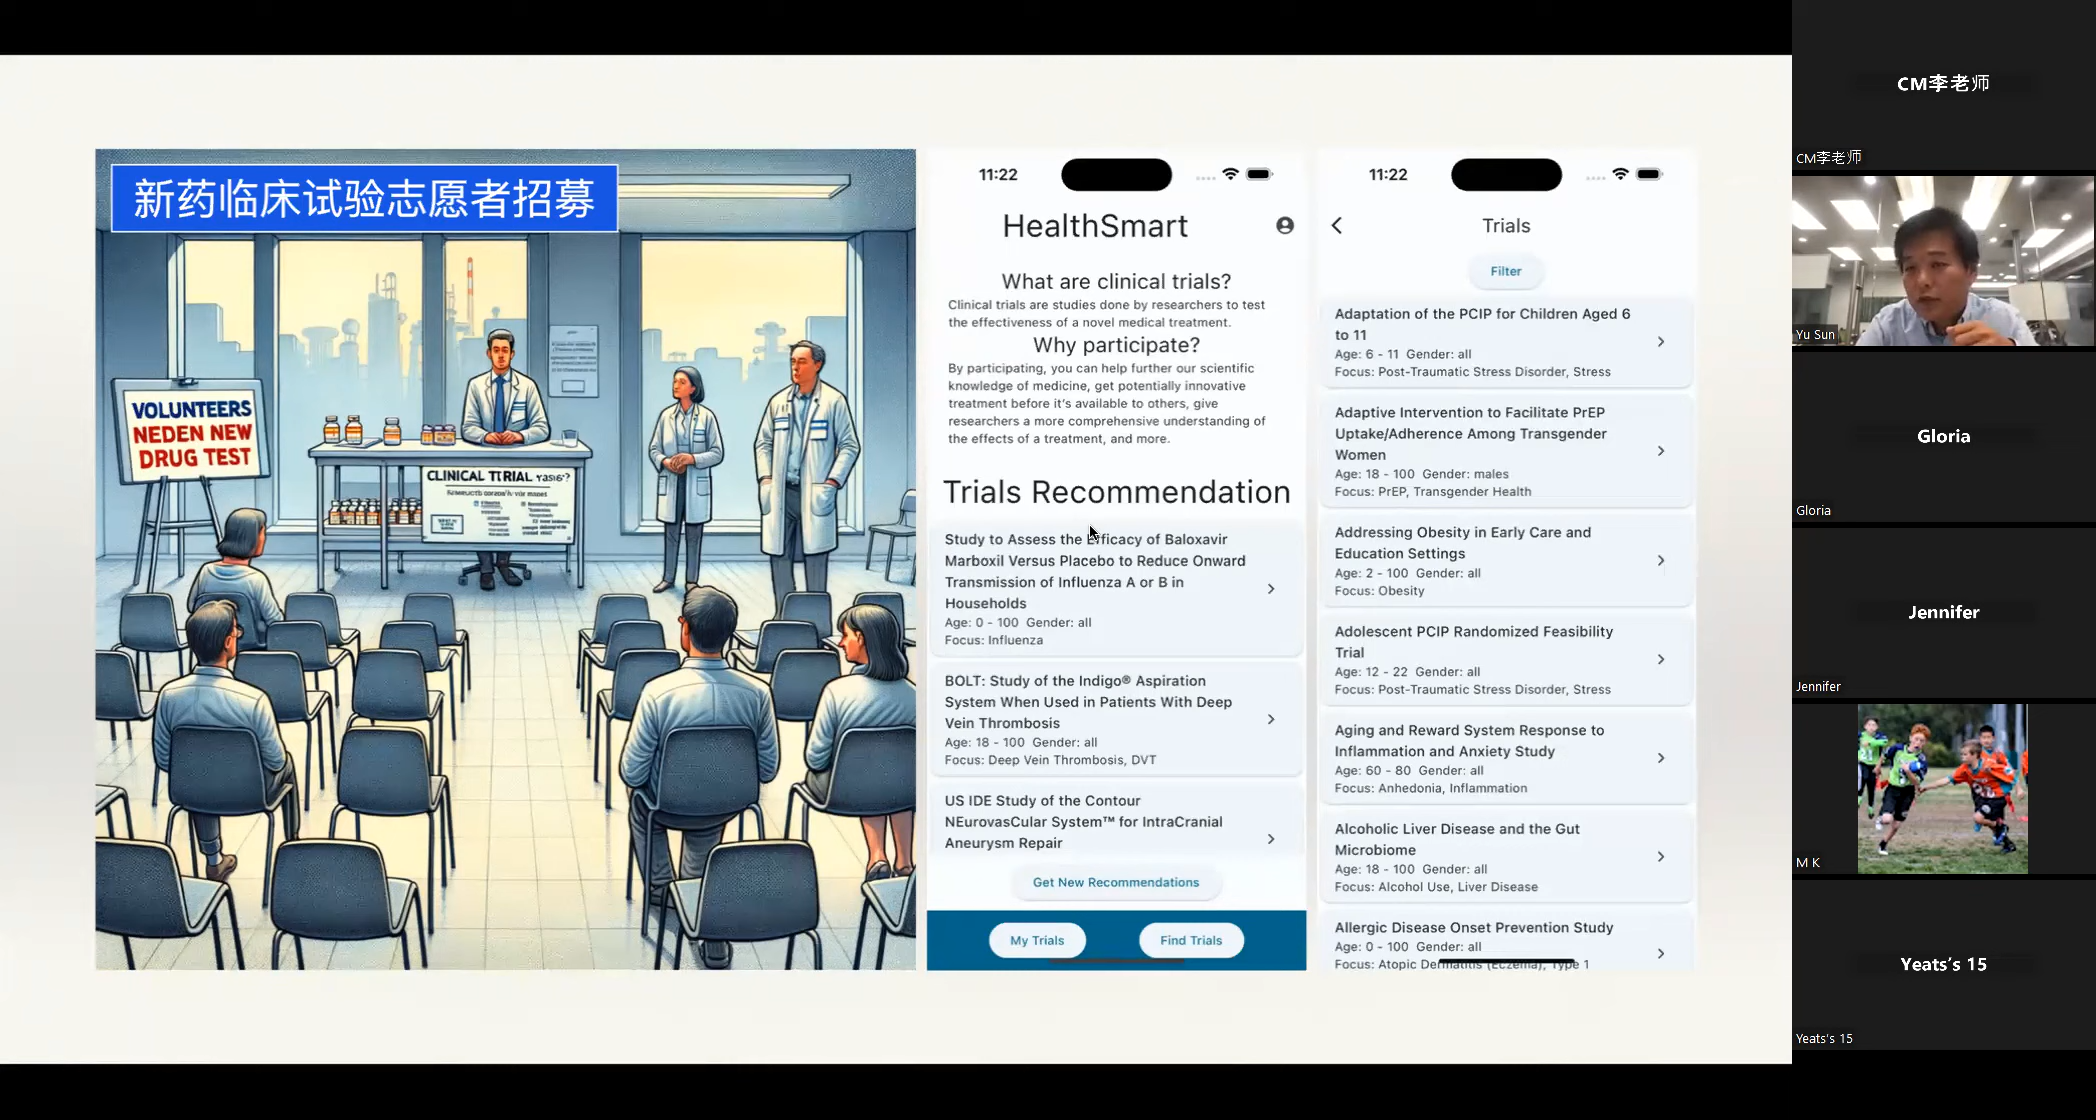 新药临床试验志愿者招募
VOLUNTEERS
NEDEN NEW
DRUG TEST
CLINICAL TTRIAL
11:22
HealthSmart
What are clinical trials?
Clinical trials are studies done by researchers to test
the effectiveness of a novel medical treatment.
Why participate?
By participating, you can help further our scientific
knowledge of medicine, get potentially innovative
treatment before it's available to others, give
researchers a more comprehensive understanding of
the effects of a treatment, and more.
Trials Recommendation
Study to Assess the Efficacy of Baloxavir
Marboxil Versus Placebo to Reduce Onward
Transmission of Influenza A or B in
Households
Age: 0 - 100 Gender: all
Focus: Influenza
BOLT: Study of the Indigo® Aspiration
System When Used in Patients With Deep
Vein Thrombosis
Age: 18 - 100 Gender: all
Focus: Deep Vein Thrombosis, DVT
US IDE Study of the Contour
NEurovasCular System™ for IntraCranial
Aneurysm Repair
Get New Recommendations
My Trials
Find Trials
11:22
Trials
Filter
Adaptation of the PCIP for Children Aged 6
to 11
Age: 6 - 11 Gender: all
Focus: Post-Traumatic Stress Disorder, Stress
Adaptive Intervention to Facilitate PrEP
Uptake/Adherence Among Transgender
Women
Age: 18 - 100 Gender: males
Focus: PrEP, Transgender Health
Addressing Obesity in Early Care and
Education Settings
Age: 2 - 100 Gender: all
Focus: Obesity
Adolescent PCIP Randomized Feasibility
Trial
Age: 12 - 22 Gender: all
Focus: Post-Traumatic Stress Disorder, Stress
Aging and Reward System Response to
Inflammation and Anxiety Study
Age: 60 - 80 Gender: all
Focus: Anhedonia, Inflammation
Alcoholic Liver Disease and the Gut
Microbiome
Age: 18 - 100 Gender: all
Focus: Alcohol Use, Liver Disease
Allergic Disease Onset Prevention Study
Age: 0 - 100 Gender: all
Focus: Atopic Dermatitis (Eczema), Type 1
CM李老师
CM李老师
Yu Sun
Gloria
Gloria
Jennifer
Jennifer
M K
Yeats's 15
Yeats's 15